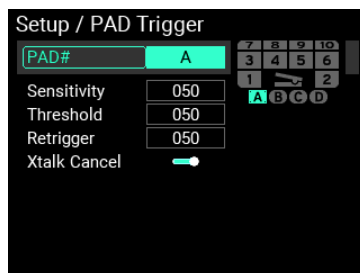 Setup / PAD Trigger
PAD# A
7 8 9 10
3 4 5 6
1 2
A B C D
Sensitivity 050
Threshold 050
Retrigger 050
Xtalk Cancel